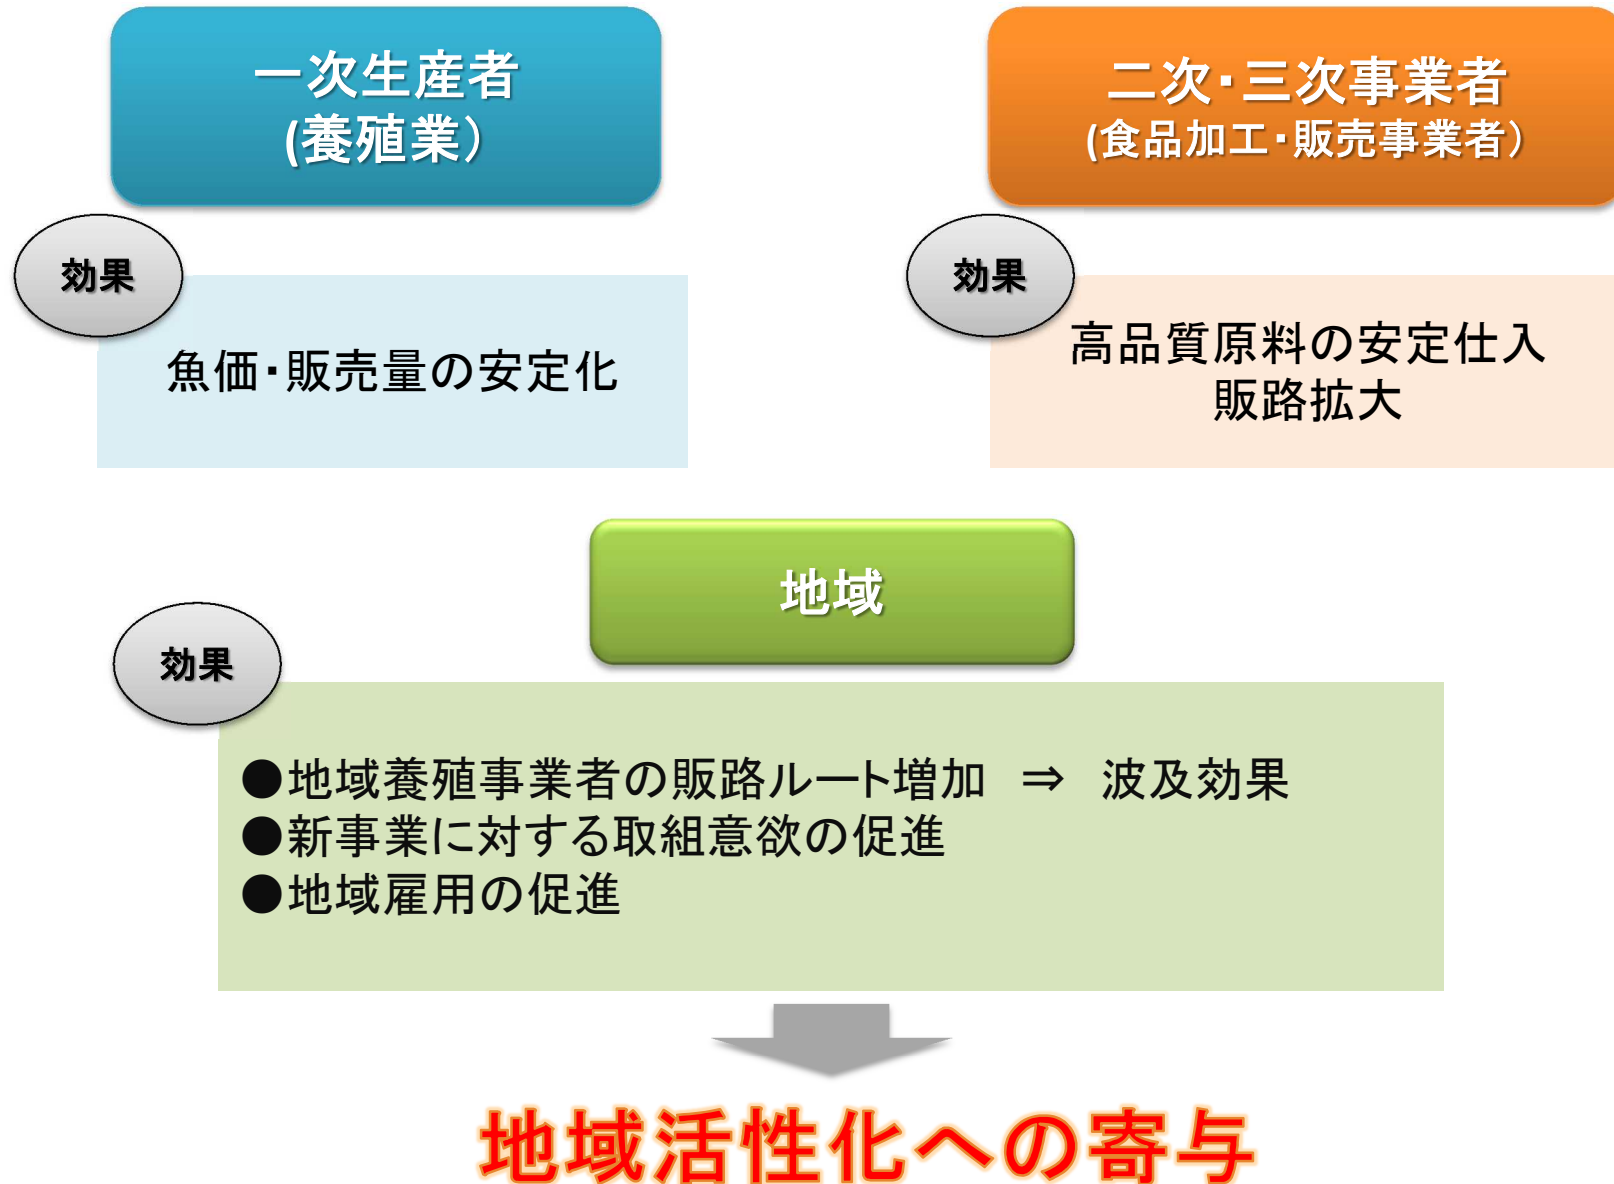 一次生産者
(養殖業）
二次・三次事業者
(食品加工・販売事業者）
効果
魚価・販売量の安定化
効果
高品質原料の安定仕入
販路拡大
地域
効果
●地域養殖事業者の販路ルート増加　⇒　波及効果
●新事業に対する取組意欲の促進
●地域雇用の促進
地域活性化への寄与